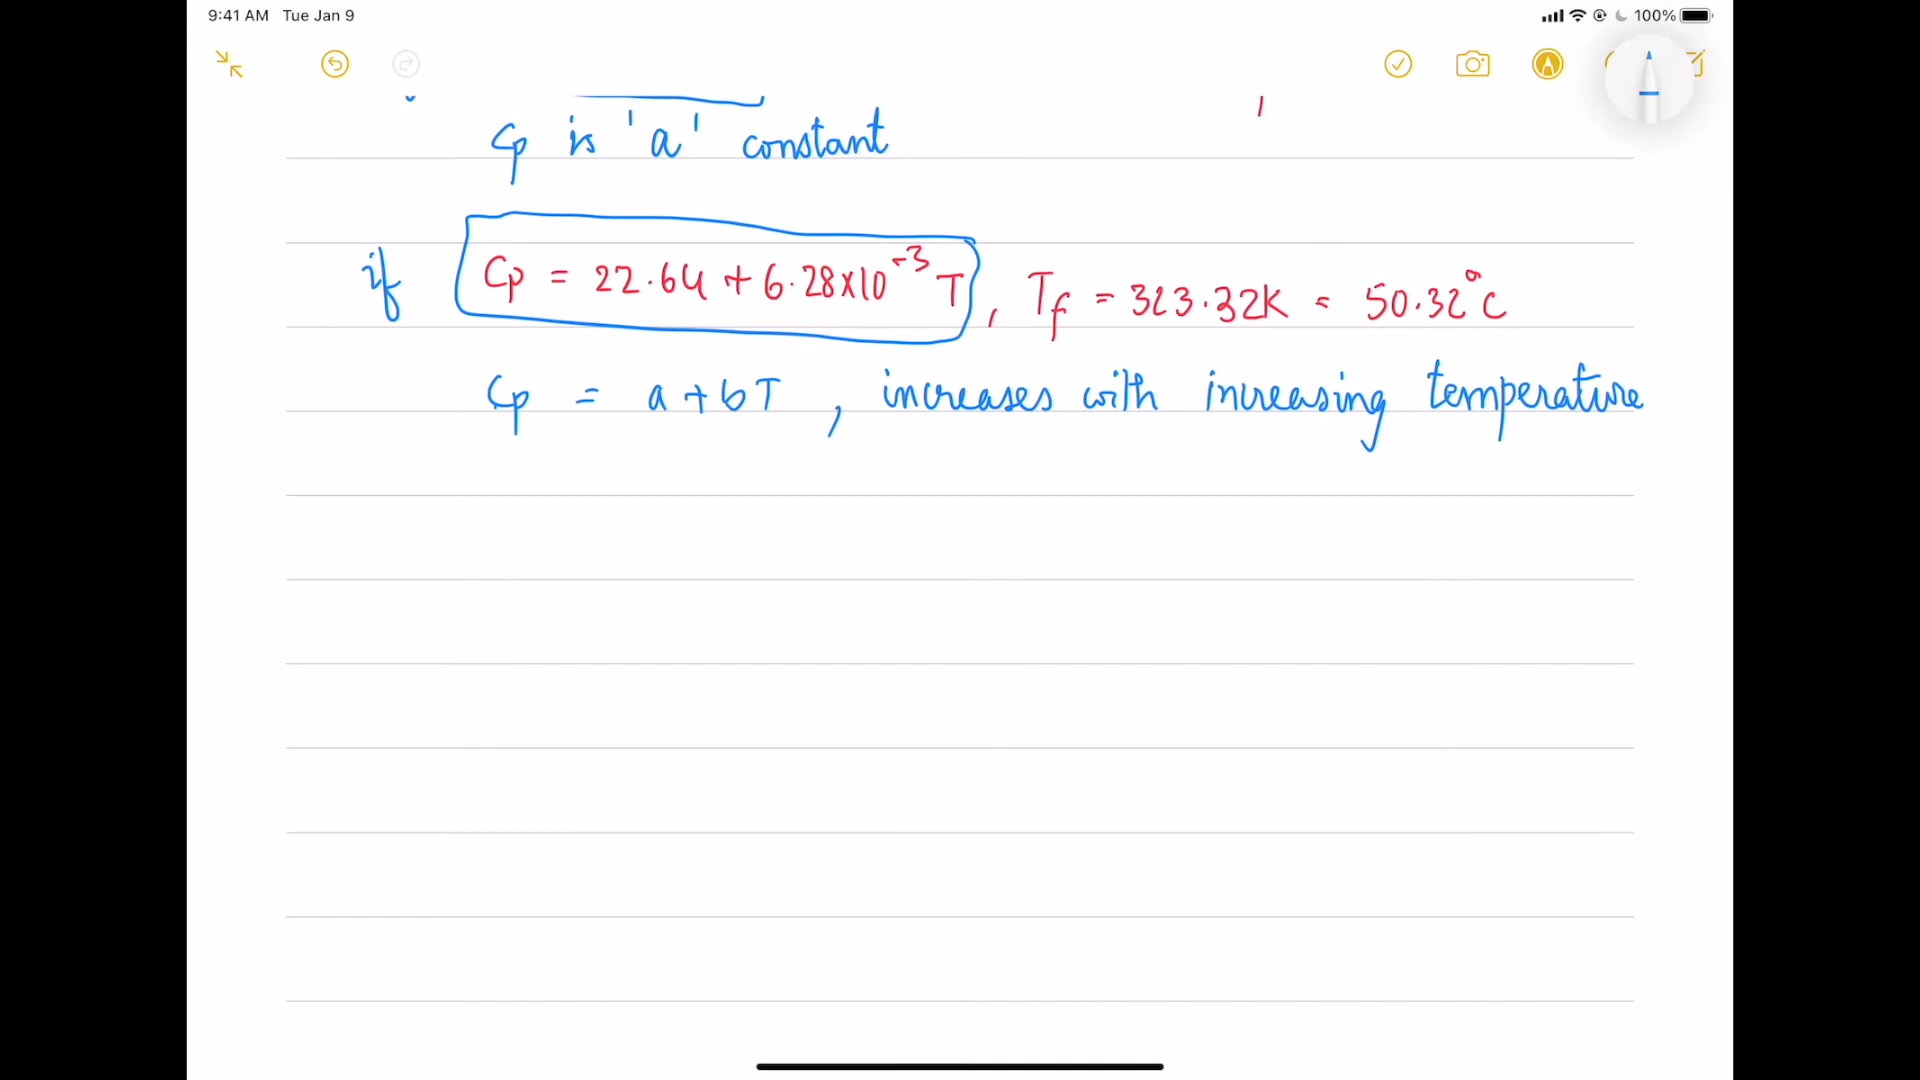 9:41 AM Tue Jan 9 100%
Cp is 'a' constant
if Cp = 22.64 + 6.28x10⁻³ T, Tf = 323.32K = 50.32°C
Cp = a + bT, increases with increasing temperature